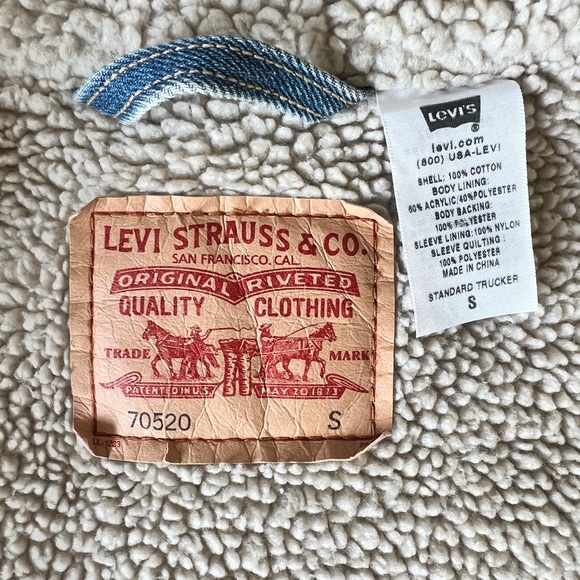 LEVI'S
®
levi.com
(800) USA-LEVI
SHELL: 100% COTTON
BODY LINING:
60% ACRYLIC/40%POLYESTER
BODY BACKING:
100% POLYESTER
SLEEVE LINING:100% NYLON
SLEEVE QUILTING:
100% POLYESTER
MADE IN CHINA
STANDARD TRUCKER
S
LEVI STRAUSS & CO.
SAN FRANCISCO, CAL.
ORIGINAL RIVETED
QUALITY CLOTHING
TRADE MARK
PATENTED IN U.S. MAY 20 1873
70520 S